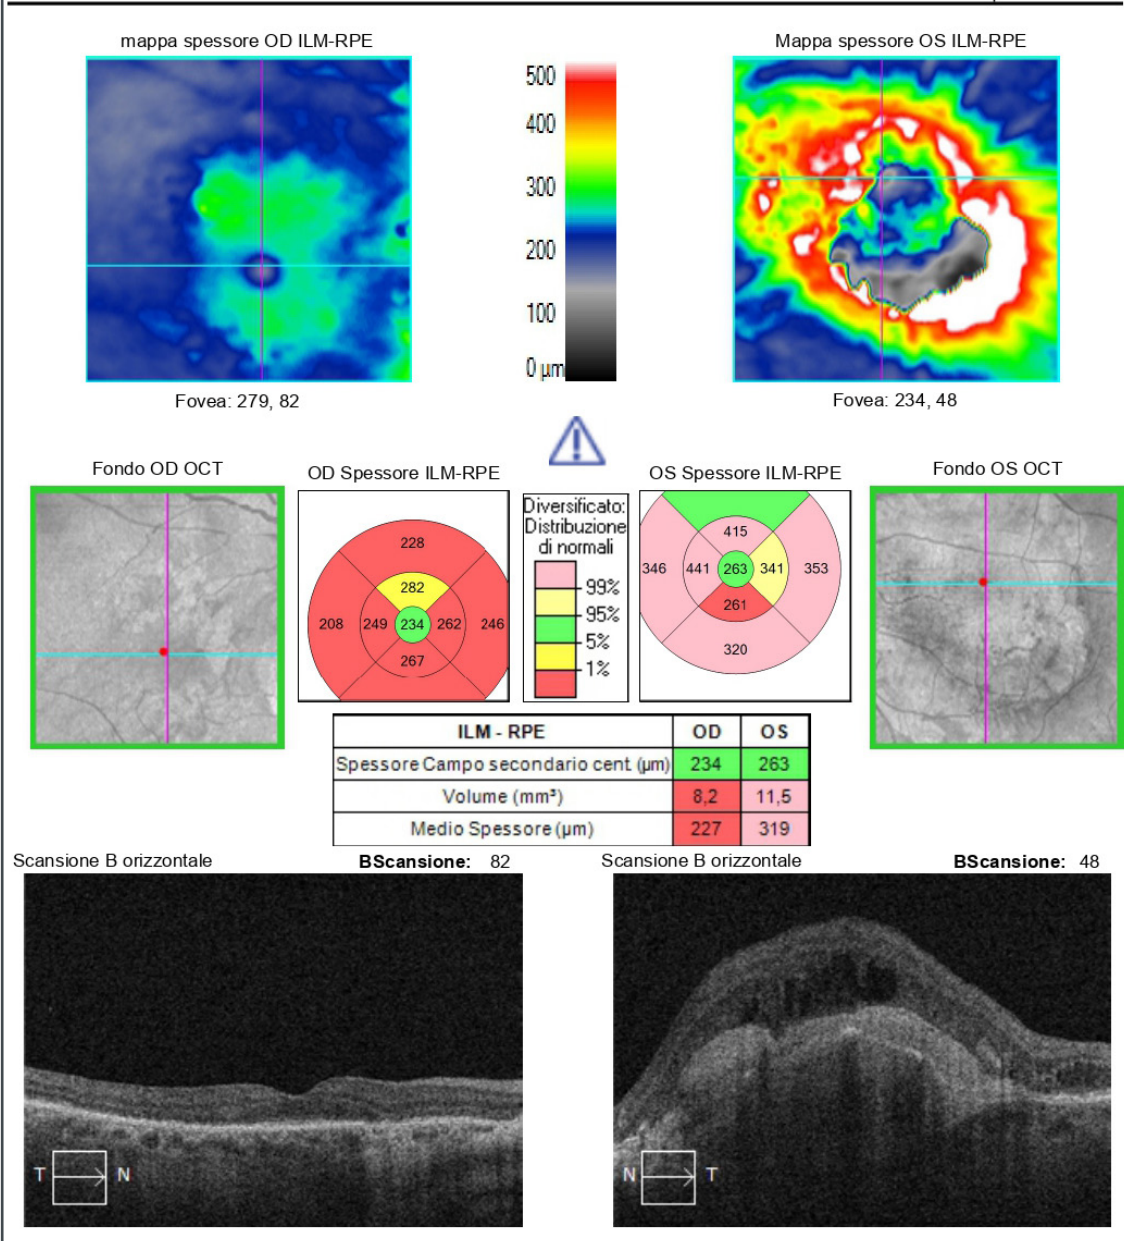 mappa spessore OD ILM-RPE
Mappa spessore OS ILM-RPE
500
400
300
200
100
0 µm
Fovea: 279, 82
Fovea: 234, 48
Fondo OD OCT
OD Spessore ILM-RPE
OS Spessore ILM-RPE
Fondo OS OCT
228
282
208 249 234 262 246
267
Diversificato:
Distribuzione
di normali
99%
95%
5%
1%
415
346 441 263 341 353
261
320
ILM - RPE OD OS
Spessore Campo secondario cent. (µm) 234 263
Volume (mm³) 8,2 11,5
Medio Spessore (µm) 227 319
Scansione B orizzontale BScansione: 82
Scansione B orizzontale BScansione: 48
T N
N T